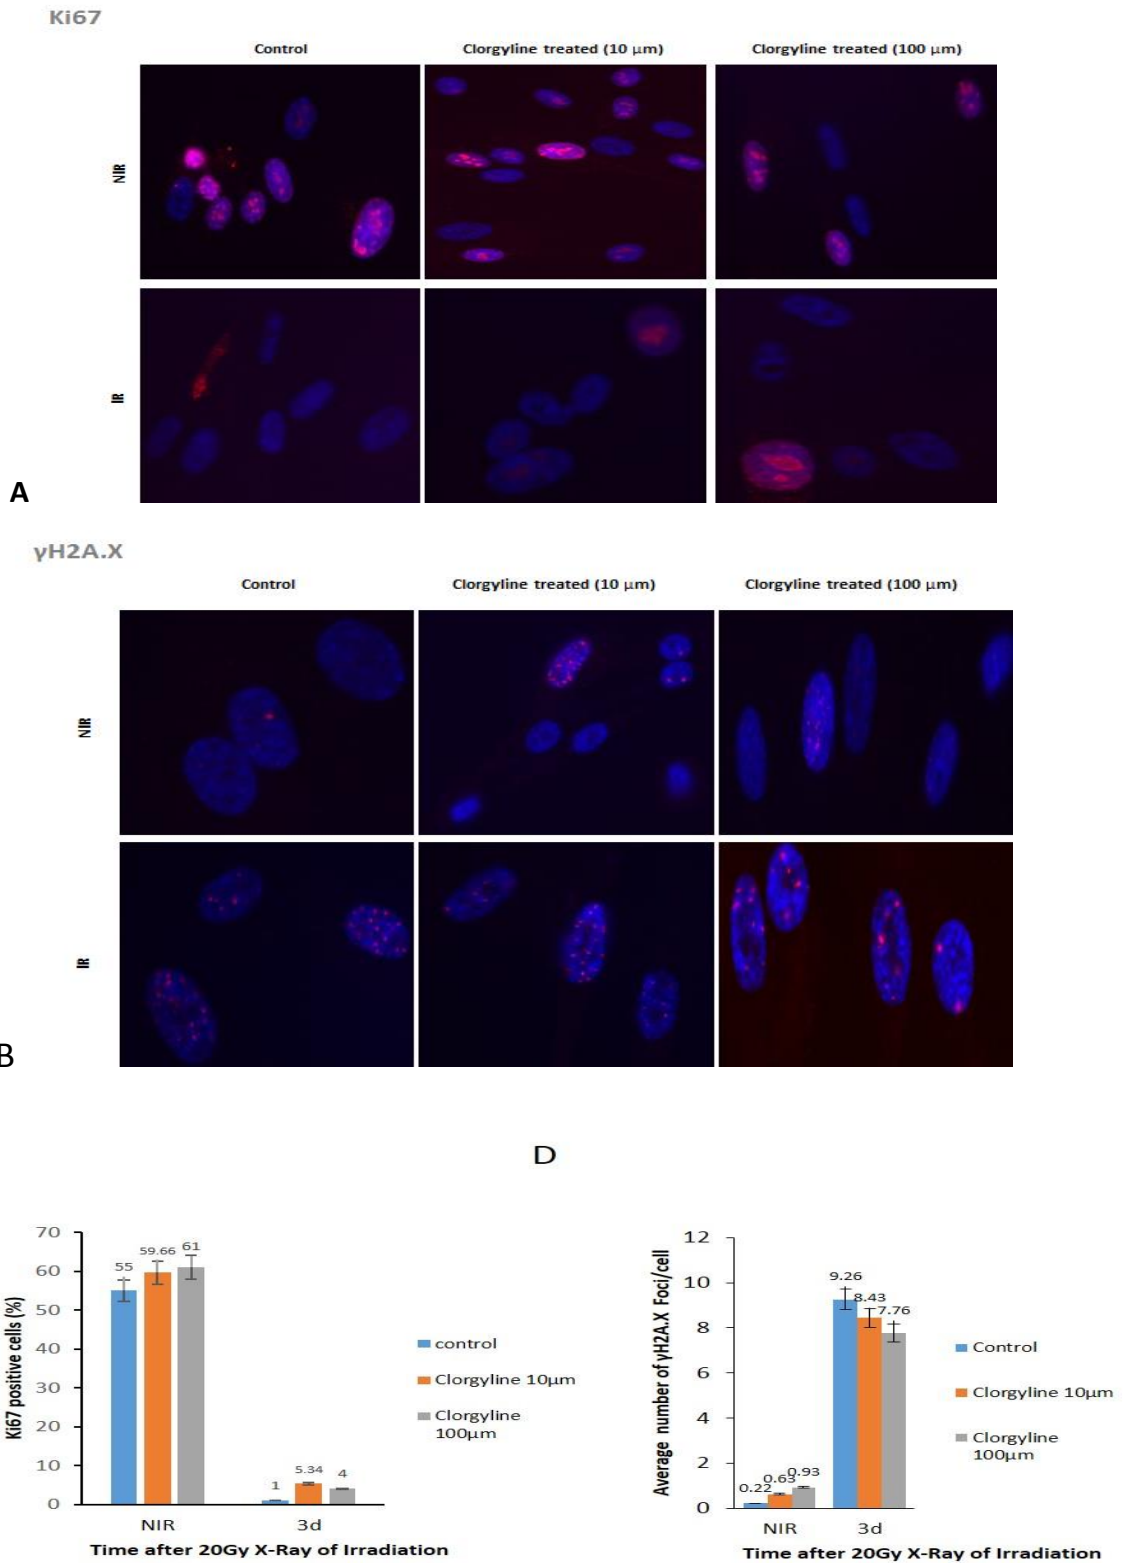 Ki67
Control
Clorgyline treated (10 µm)
Clorgyline treated (100 µm)
NIR
IR
A
γH2A.X
Control
Clorgyline treated (10 µm)
Clorgyline treated (100 µm)
NIR
IR
B
D
Ki67 positive cells (%)
70
60
50
40
30
20
10
0
55
59.66
61
1
5.34
4
NIR
3d
Time after 20Gy X-Ray of Irradiation
control
Clorgyline 10µm
Clorgyline
100µm
Average number of γH2A.X Foci/cell
12
10
8
6
4
2
0
0.22
0.63
0.93
9.26
8.43
7.76
NIR
3d
Time after 20Gy X-Ray of Irradiation
Control
Clorgyline 10µm
Clorgyline
100µm